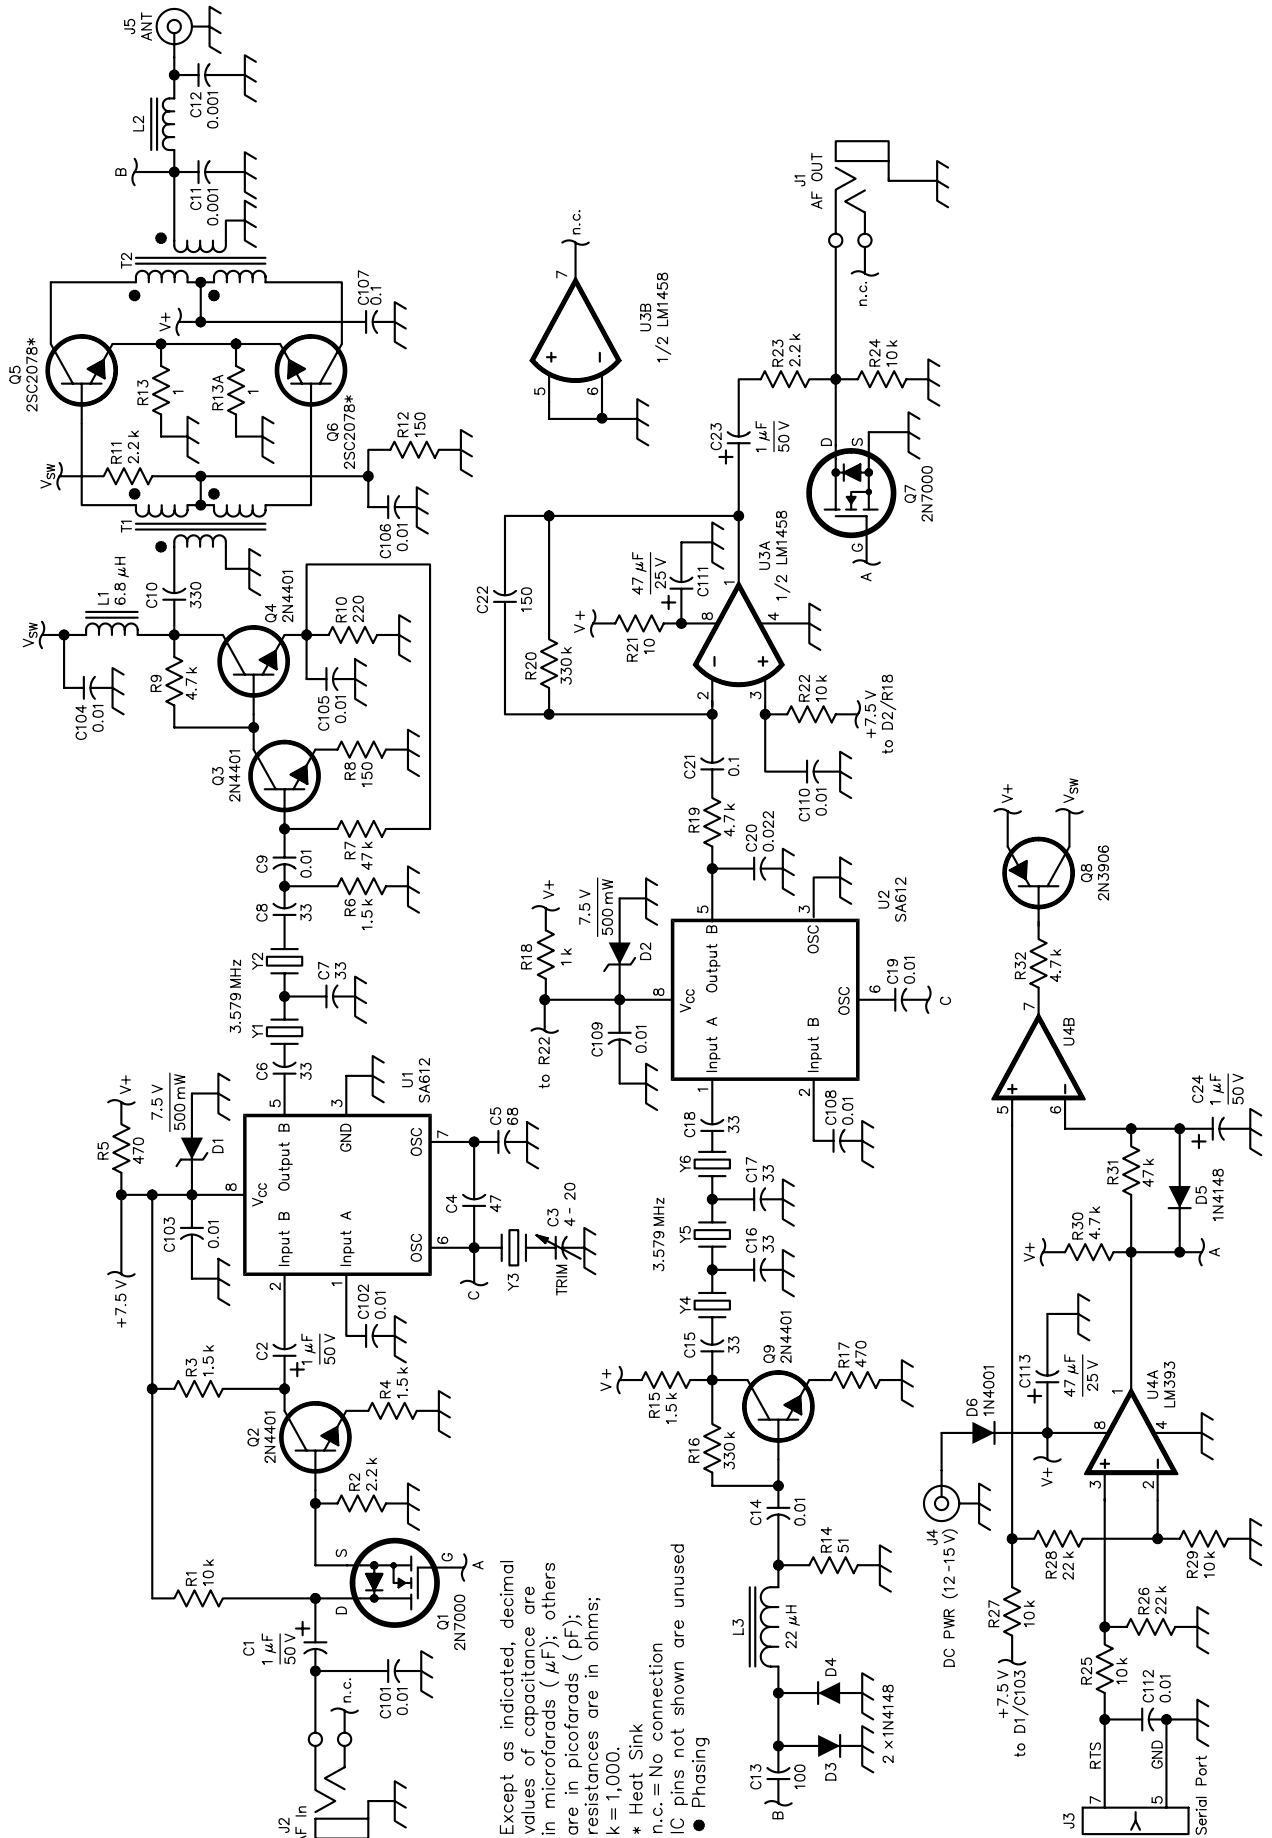 J5
ANT
L2
C12
0.001
B
C11
0.001
T2
V+
C107
0.1
Q5
2SC2078*
R13
1
R13A
1
Q6
2SC2078*
R12
150
VSW
R11
2.2 k
T1
C106
0.01
VSW
L1
6.8 µH
C10
330
C104
0.01
R9
4.7 k
Q4
2N4401
R10
220
C105
0.01
Q3
2N4401
R8
150
R7
47 k
C9
0.01
R6
1.5 k
C8
33
Y2
C7
33
3.579 MHz
Y1
C6
33
V+
R5
470
7.5 V
500 mW
D1
+7.5 V
C103
0.01
U1
SA612
8
VCC
5
Output B
3
GND
2
Input B
1
Input A
7
OSC
6
OSC
C5
68
C4
47
C
Y3
C3
4 - 20
TRIM
C102
0.01
C2
1 µF
50 V
+
R3
1.5 k
R4
1.5 k
Q2
2N4401
R2
2.2 k
R1
10 k
S
D
G
A
Q1
2N7000
C1
1 µF
50 V
+
C101
0.01
n.c.
J2
AF In
J1
AF OUT
n.c.
n.c.
7
U3B
1/2 LM1458
5
6
+
–
R23
2.2 k
R24
10 k
C23
1 µF
50 V
+
D
S
G
A
Q7
2N7000
C22
150
R20
330 k
V+
R21
10
47 µF
25 V
+
C111
U3A
1/2 LM1458
1
8
4
2
3
–
+
R22
10 k
+7.5 V
to D2/R18
C110
0.01
C21
0.1
R19
4.7 k
C20
0.022
V+
R18
1 k
7.5 V
500 mW
D2
to R22
C109
0.01
U2
SA612
8
VCC
5
Output B
3
OSC
1
Input A
2
Input B
6
OSC
C19
0.01
C
C108
0.01
C18
33
Y6
C17
33
3.579 MHz
Y5
C16
33
Y4
C15
33
V+
R15
1.5 k
R16
330 k
Q9
2N4401
R17
470
C14
0.01
R14
51
L3
22 µH
D4
D3
2 x1N4148
C13
100
B
V+
VSW
Q8
2N3906
R32
4.7 k
7
U4B
5
6
+
–
C24
1 µF
50 V
+
R31
47 k
D5
1N4148
A
V+
R30
4.7 k
C113
47 µF
25 V
+
D6
1N4001
V+
1
U4A
LM393
8
4
3
2
+
–
J4
DC PWR (12 -15 V)
R28
22 k
R29
10 k
R27
10 k
R26
22 k
R25
10 k
+7.5 V
to D1/C103
C112
0.01
RTS
GND
7
5
J3
Serial Port
Except as indicated, decimal
values of capacitance are
in microfarads ( µF); others
are in picofarads ( pF);
resistances are in ohms;
k = 1,000.
* Heat Sink
n.c. = No connection
IC pins not shown are unused
● Phasing